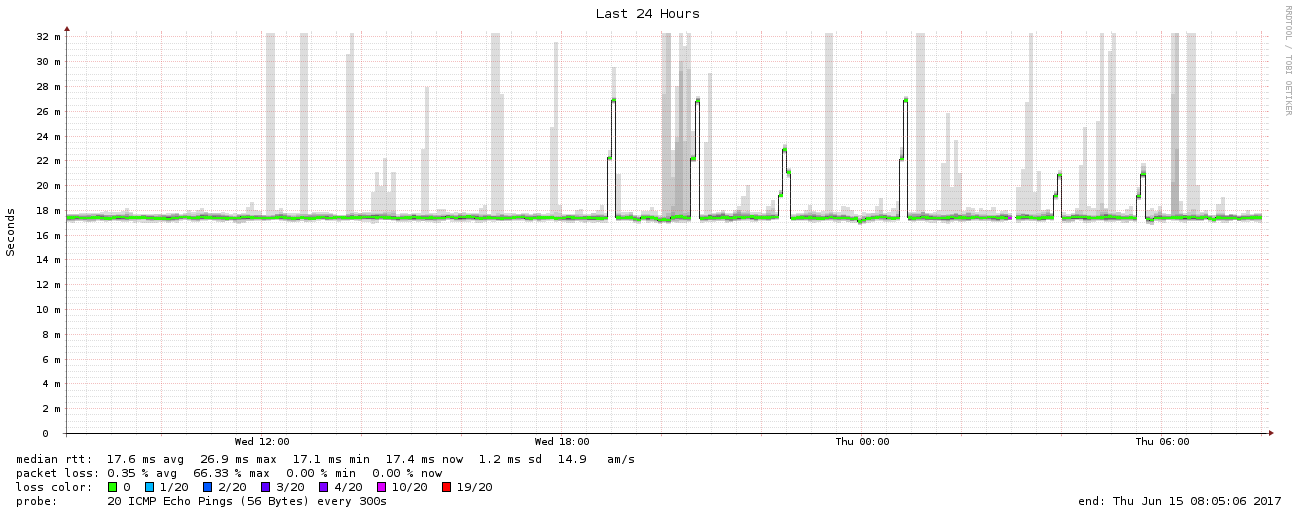 Last 24 Hours
RRDTOOL / TOBI OETIKER
Seconds
32 m
30 m
28 m
26 m
24 m
22 m
20 m
18 m
16 m
14 m
12 m
10 m
8 m
6 m
4 m
2 m
0
Wed 12:00 Wed 18:00 Thu 00:00 Thu 06:00
median rtt: 17.6 ms avg 26.9 ms max 17.1 ms min 17.4 ms now 1.2 ms sd 14.9 am/s
packet loss: 0.35 % avg 66.33 % max 0.00 % min 0.00 % now
loss color: 0 1/20 2/20 3/20 4/20 10/20 19/20
probe: 20 ICMP Echo Pings (56 Bytes) every 300s end: Thu Jun 15 08:05:06 2017